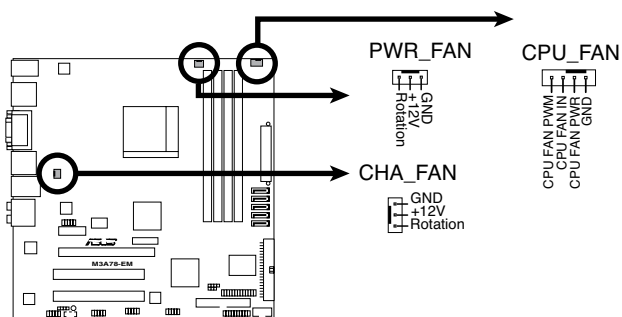 PWR_FAN
CPU_FAN
Rotation
+12V
GND
CPU FAN PWM
CPU FAN IN
CPU FAN PWR
GND
CHA_FAN
GND
+12V
Rotation
ASUS
M3A78-EM